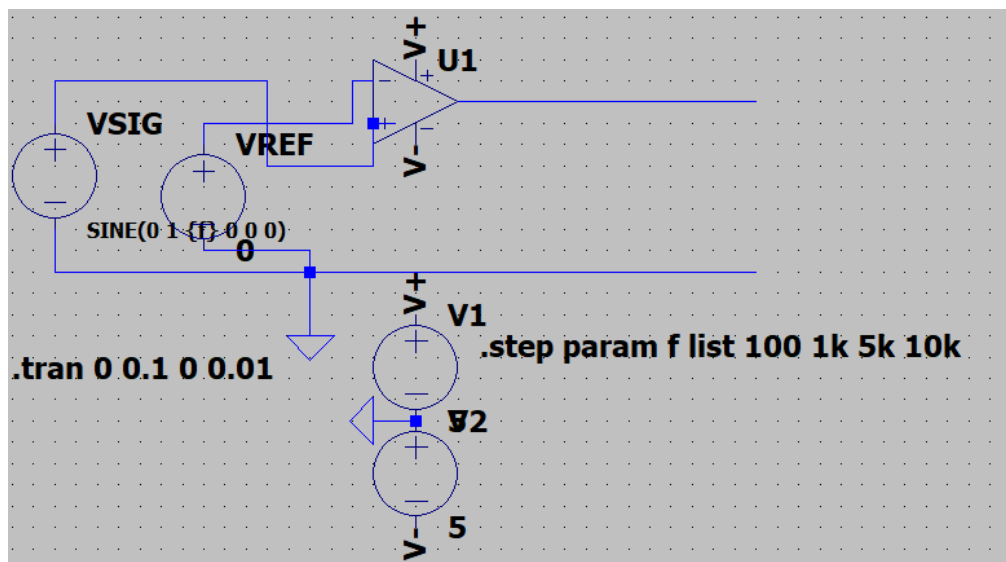 V+
U1
VSIG
VREF
V-
SINE(0 1 {f} 0 0 0)
0
V+
V1
.step param f list 100 1k 5k 10k
.tran 0 0.1 0 0.01
V2
5
V-